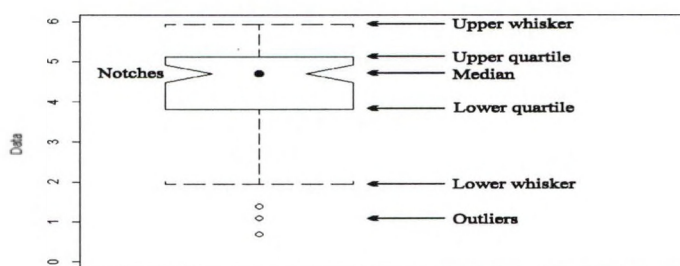 6
Upper whisker
5
Upper quartile
Notches
Median
4
Lower quartile
Data
3
2
Lower whisker
1
Outliers
0